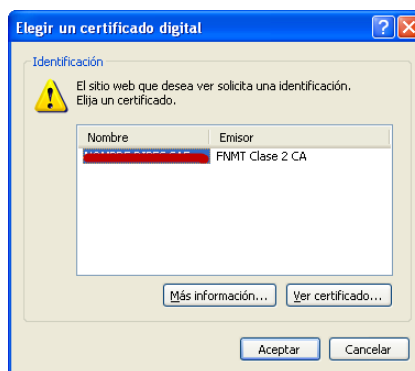 Elegir un certificado digital
Identificación
El sitio web que desea ver solicita una identificación.
Elija un certificado.
Nombre Emisor
FNMT Clase 2 CA
Más información... Ver certificado...
Aceptar Cancelar